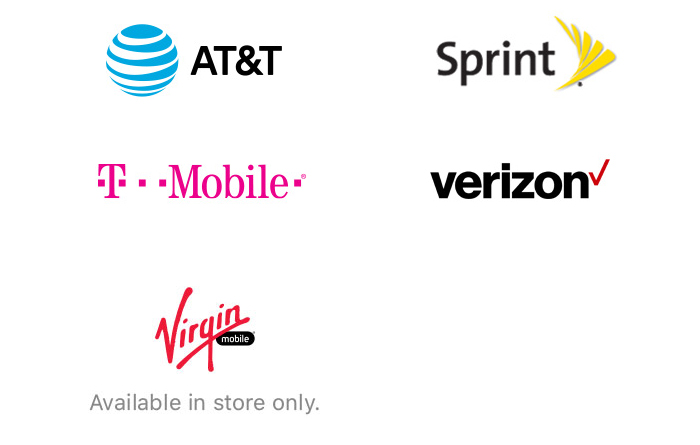 AT&T
Sprint
T··Mobile·®
verizon✓
Virgin
mobile
Available in store only.